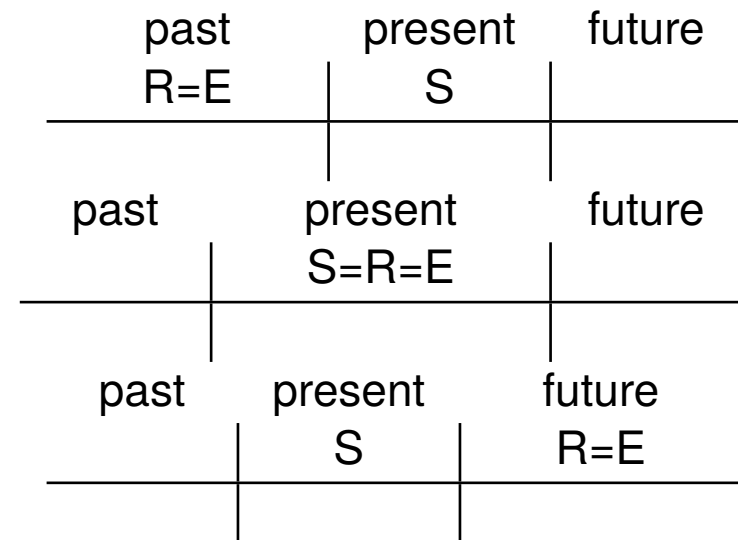 past present future
R=E S
past present future
S=R=E
past present future
S R=E